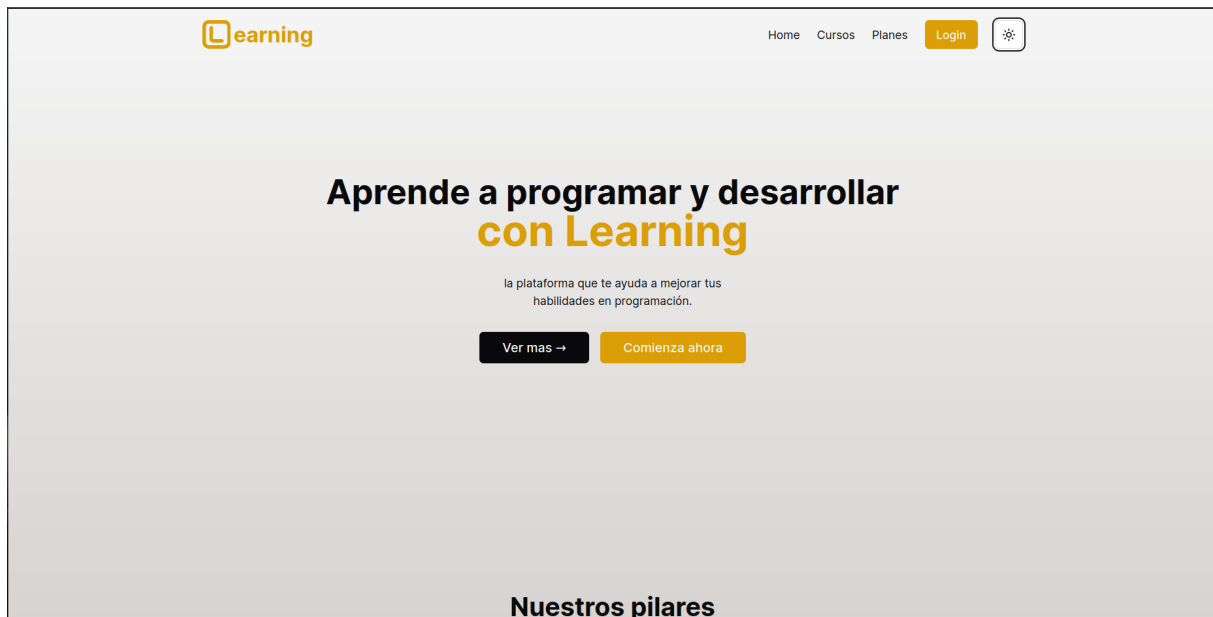 Learning
Home Cursos Planes Login
Aprende a programar y desarrollar
con Learning
la plataforma que te ayuda a mejorar tus
habilidades en programación.
Ver mas → Comienza ahora
Nuestros pilares